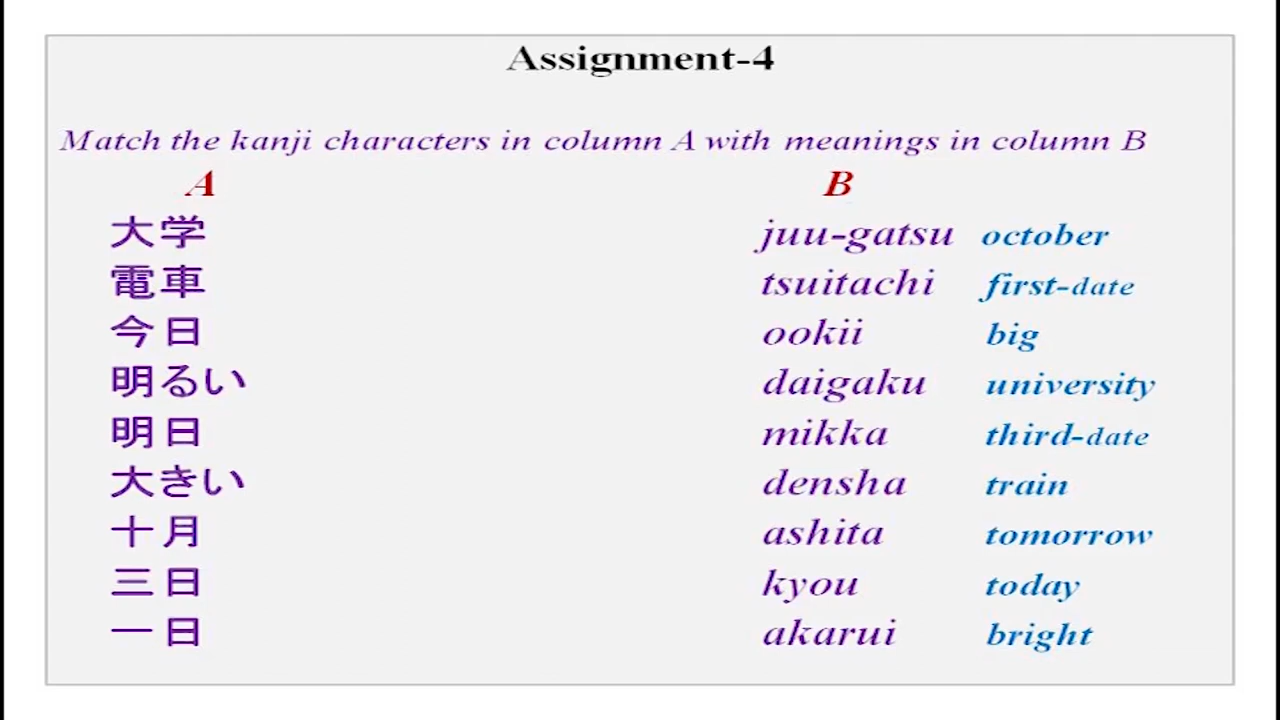 Assignment-4
Match the kanji characters in column A with meanings in column B
A B
大学 juu-gatsu october
電車 tsuitachi first-date
今日 ookii big
明るい daigaku university
明日 mikka third-date
大きい densha train
十月 ashita tomorrow
三日 kyou today
一日 akarui bright